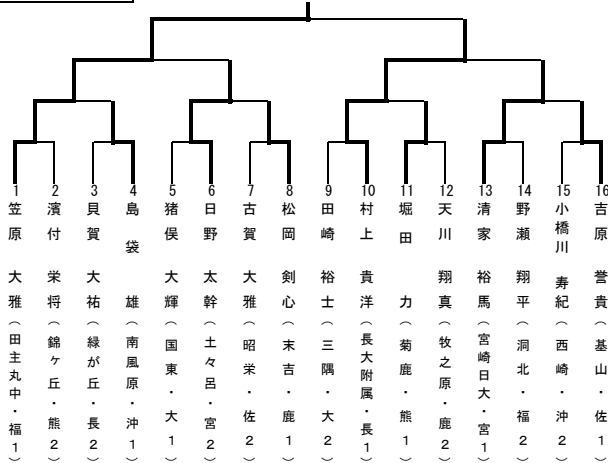 1 笠原 大雅（田主丸中・福1）
2 濱付 栄将（錦ヶ丘・熊2）
3 貝賀 大祐（緑が丘・長2）
4 島袋 雄（南風原・沖1）
5 猪俣 大輝（国東・大1）
6 日野 太幹（土々呂・宮2）
7 古賀 大雅（昭栄・佐2）
8 松岡 剣心（末吉・鹿1）
9 田崎 裕士（三隅・大2）
10 村上 貴洋（長大附属・長1）
11 堀田 力（菊鹿・熊1）
12 天川 翔真（牧之原・鹿2）
13 清家 裕馬（宮崎日大・宮1）
14 野瀬 翔平（洞北・福2）
15 小橋川 寿紀（西崎・沖2）
16 吉原 誉貴（基山・佐1）